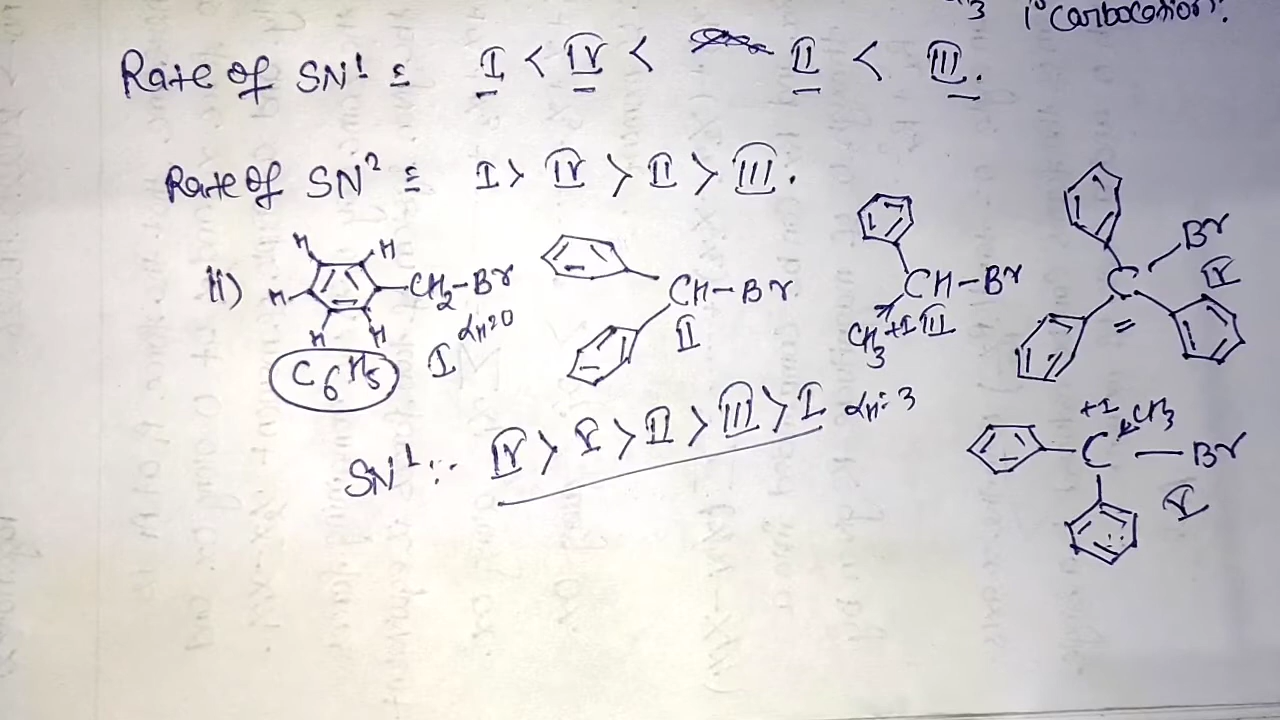 3 1° carbocation.
Rate of SN1 = I < IV < II < III.
Rate of SN2 = I > IV > II > III.
ii)
H H H H H CH2-Br
C6H5 I αH=0
CH-Br II
CH-Br CH3 +I III
C Br IV
SN1:- IV > V > II > III > I αH=3
+I CH3 C — Br V